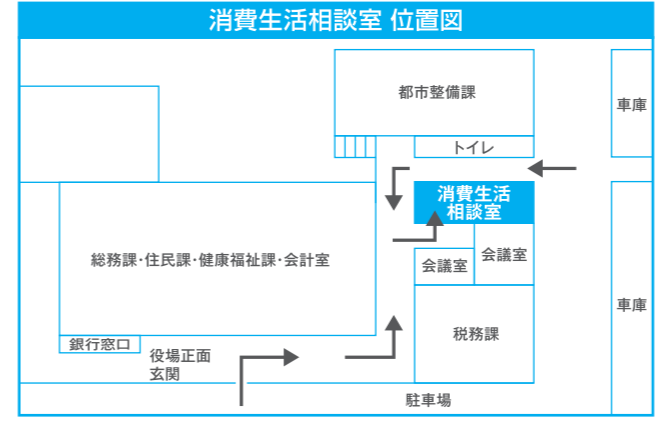 消費生活相談室 位置図
都市整備課
車庫
トイレ
消費生活
相談室
総務課・住民課・健康福祉課・会計室
会議室
会議室
車庫
税務課
銀行窓口
役場正面
玄関
駐車場